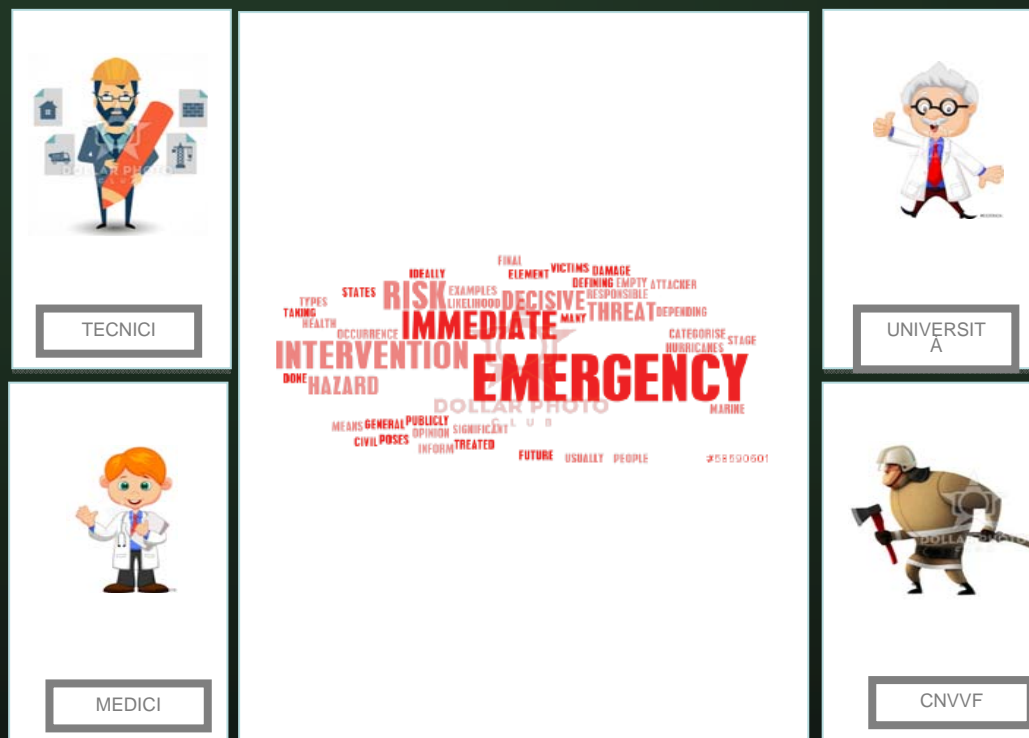 TECNICI
MEDICI
FINAL
IDEALLY ELEMENT VICTIMS DAMAGE
DEFINING EMPTY ATTACKER
STATES RISK EXAMPLES LIKELIHOOD DECISIVE RESPONSIBLE
TYPES
TAKING IMMEDIATE MANY THREAT DEPENDING
HEALTH
OCCURRENCE CATEGORISE STAGE
INTERVENTION HURRICANES
EMERGENCY
DONE HAZARD
MARINE
DOLLAR PHOTO
CLUB
MEANS GENERAL PUBLICLY
OPINION SIGNIFICANT
CIVIL POSES
INFORM TREATED
FUTURE USUALLY PEOPLE #58590601
UNIVERSIT
À
CNVVF